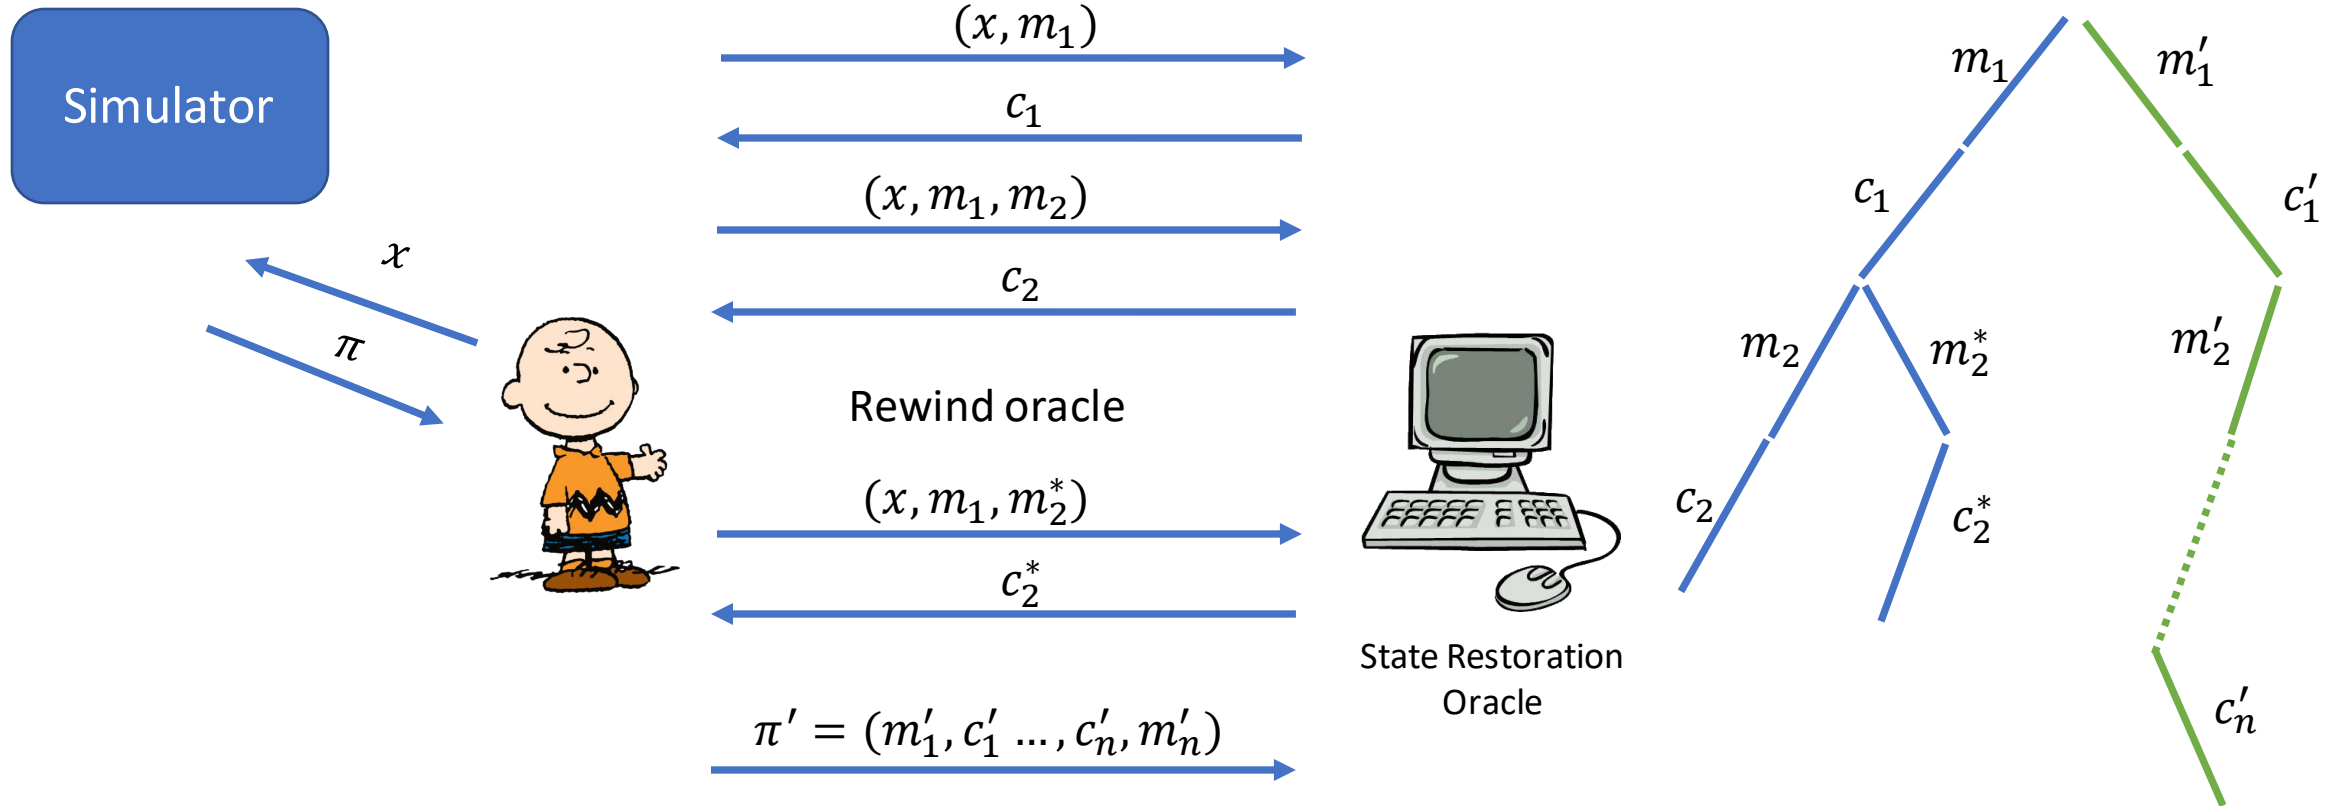 Simulator
x
π
(x, m₁)
c₁
(x, m₁, m₂)
c₂
Rewind oracle
(x, m₁, m₂*)
c₂*
π′ = (m₁′, c₁′ …, cₙ′, mₙ′)
State Restoration
Oracle
m₁
m₁′
c₁
c₁′
m₂
m₂*
m₂′
c₂
c₂*
cₙ′